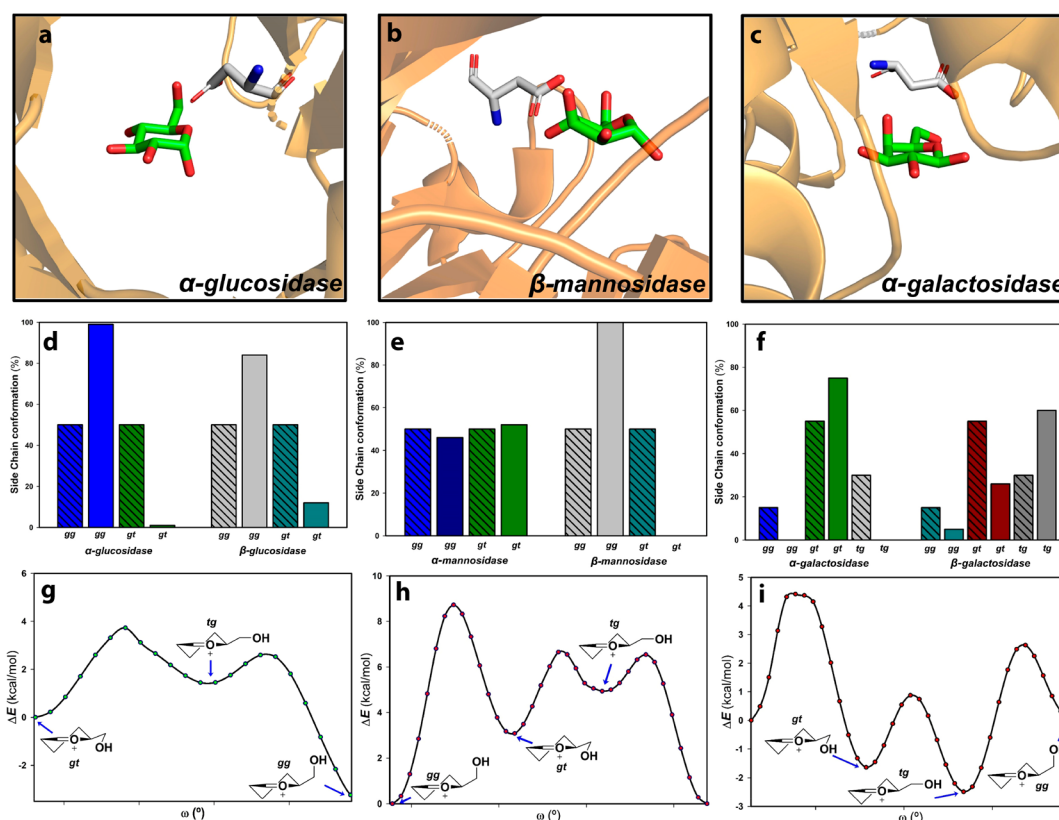 a
α-glucosidase
b
β-mannosidase
c
α-galactosidase
d
Side Chain conformation (%)
100
80
60
40
20
0
gg gg gt gt gg gg gt gt
α-glucosidase β-glucosidase
e
Side Chain conformation (%)
100
80
60
40
20
0
gg gg gt gt gg gg gt gt
α-mannosidase β-mannosidase
f
Side Chain conformation (%)
100
80
60
40
20
0
gg gg gt gt tg tg gg gg gt gt tg tg
α-galactosidase β-galactosidase
g
ΔE (kcal/mol)
4
2
0
-2
tg
O
+
OH
O
+
OH
gt
gg
OH
O
+
ω (º)
h
ΔE (kcal/mol)
10
8
6
4
2
0
tg
O
+
OH
gg
OH
O
+
O
+
OH
gt
ω (º)
i
ΔE (kcal/mol)
5
4
3
2
1
0
-1
-2
-3
gt
O
+
OH
tg
O
+
OH
O
+
gg
ω (º)